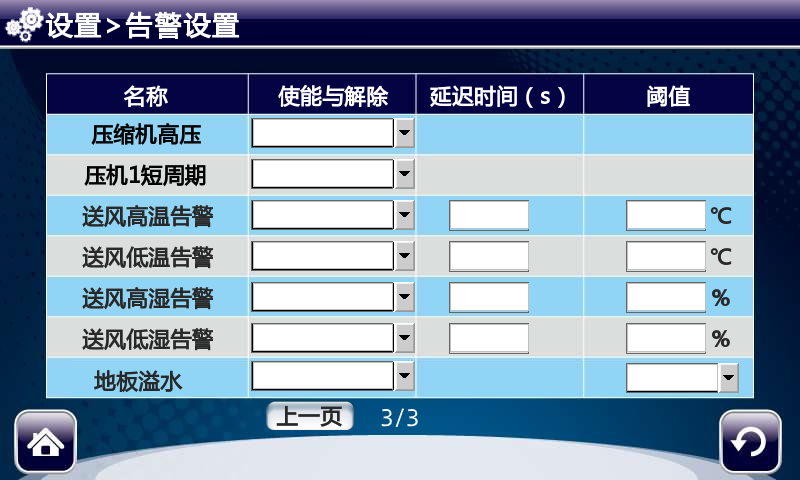 设置>告警设置
名称 使能与解除 延迟时间（s） 阈值
压缩机高压
压机1短周期
送风高温告警 ℃
送风低温告警 ℃
送风高湿告警 %
送风低湿告警 %
地板溢水
上一页 3/3